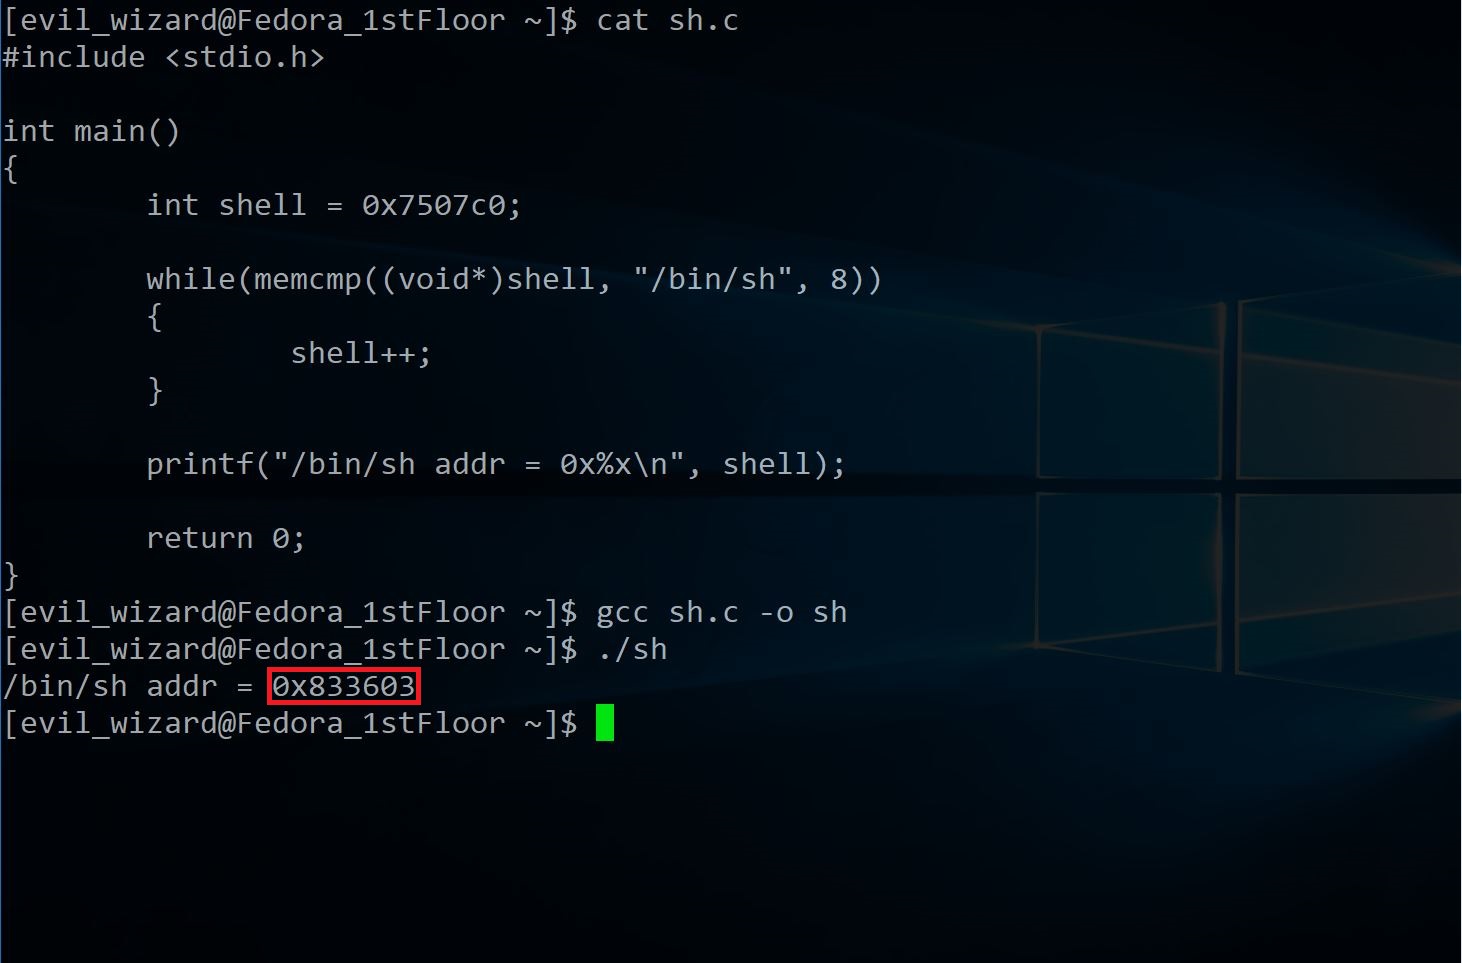 [evil_wizard@Fedora_1stFloor ~]$ cat sh.c
#include <stdio.h>

int main()
{
        int shell = 0x7507c0;

        while(memcmp((void*)shell, "/bin/sh", 8))
        {
                shell++;
        }

        printf("/bin/sh addr = 0x%x\n", shell);

        return 0;
}
[evil_wizard@Fedora_1stFloor ~]$ gcc sh.c -o sh
[evil_wizard@Fedora_1stFloor ~]$ ./sh
/bin/sh addr = 0x833603
[evil_wizard@Fedora_1stFloor ~]$